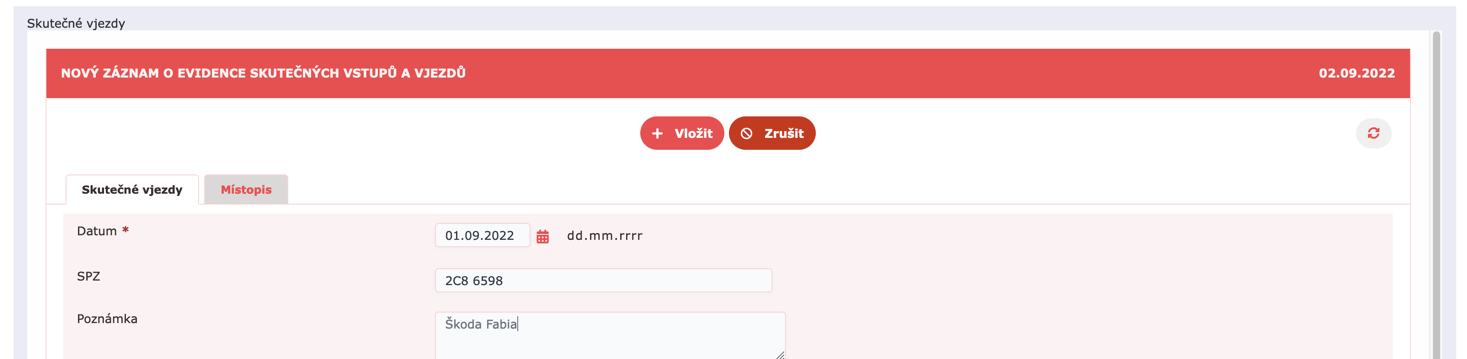 Skutečné vjezdy
NOVÝ ZÁZNAM O EVIDENCE SKUTEČNÝCH VSTUPŮ A VJEZDŮ 02.09.2022
Vložit Zrušit
Skutečné vjezdy Místopis
Datum * 01.09.2022 dd.mm.rrrr
SPZ 2C8 6598
Poznámka Škoda Fabia